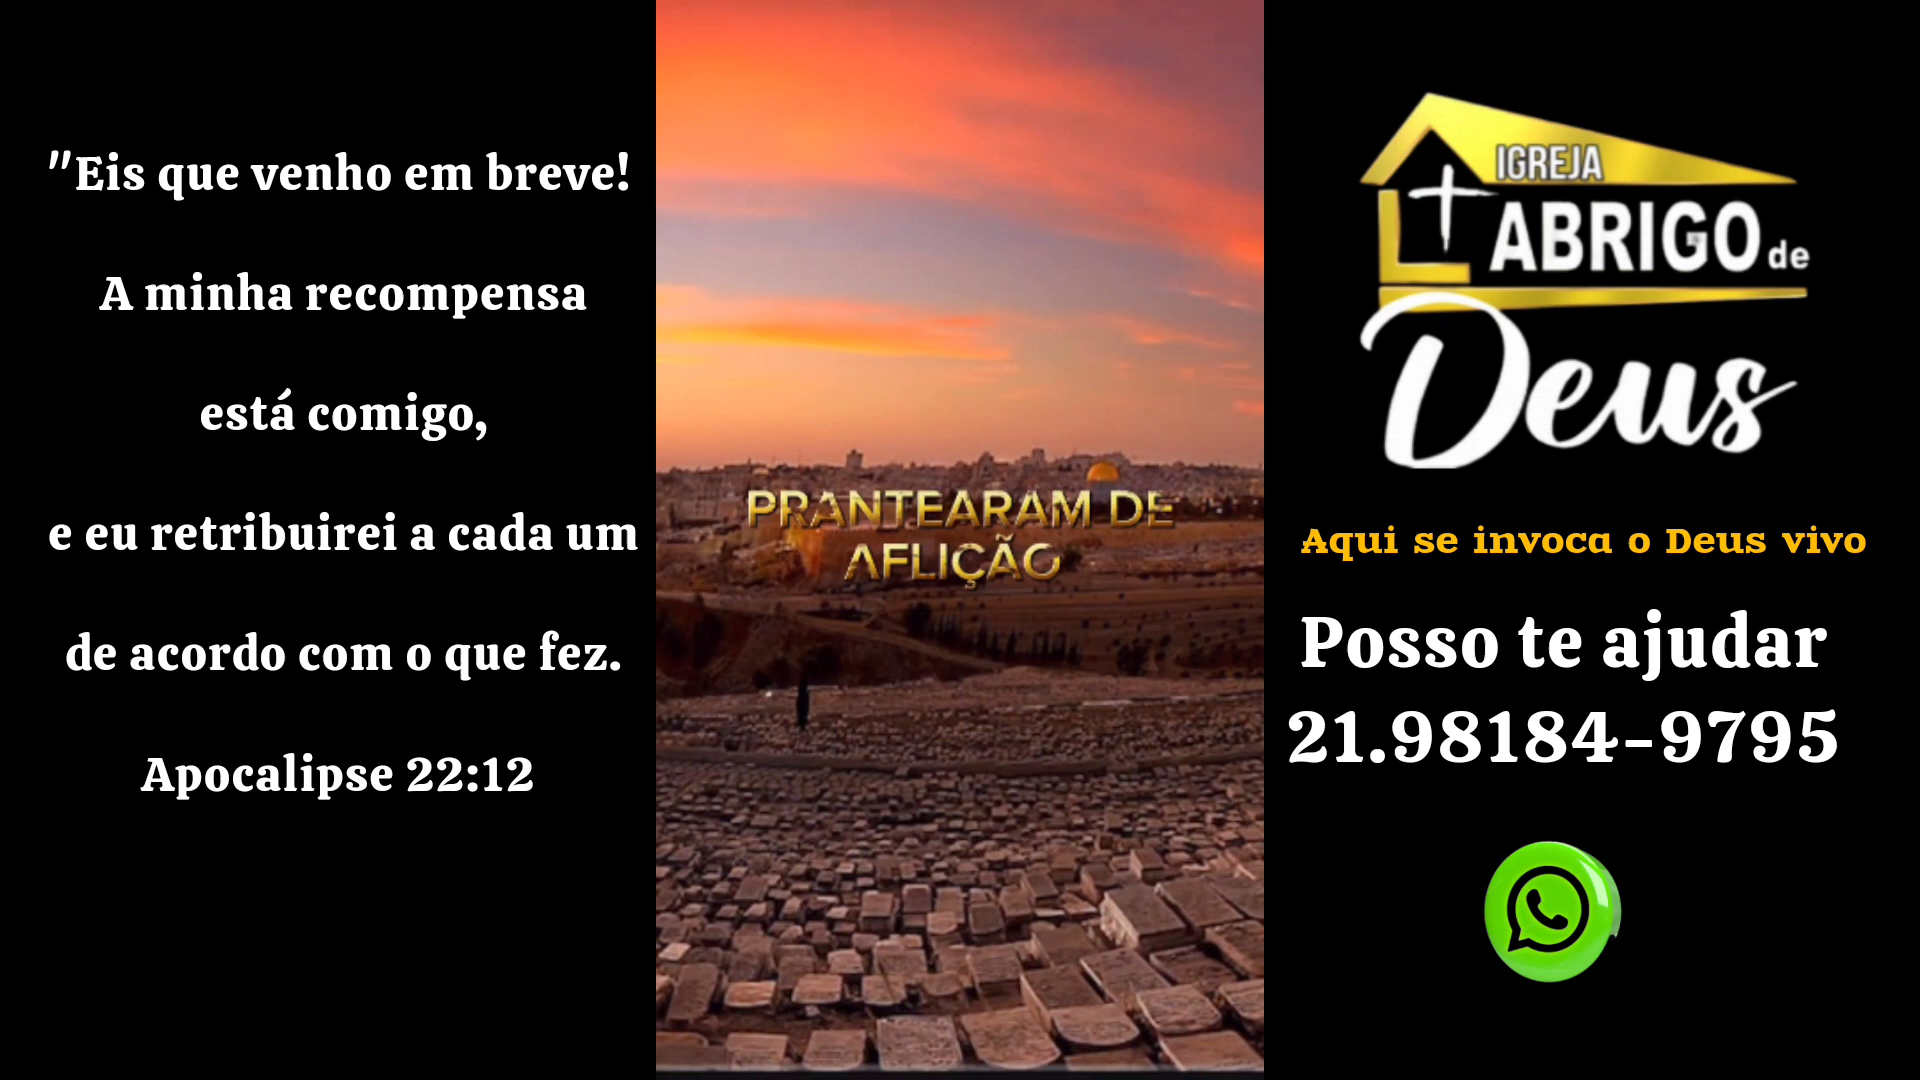 "Eis que venho em breve!
A minha recompensa
está comigo,
e eu retribuirei a cada um
de acordo com o que fez.
Apocalipse 22:12
PRANTEARAM DE
AFLIÇÃO
IGREJA
ABRIGO de
Deus
Aqui se invoca o Deus vivo
Posso te ajudar
21.98184-9795